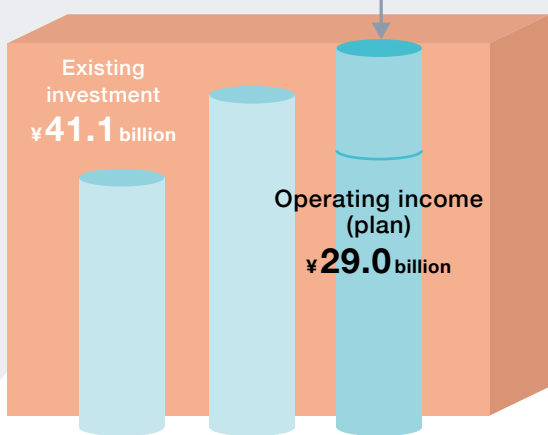 Existing
investment
¥41.1 billion
Operating income
(plan)
¥29.0 billion